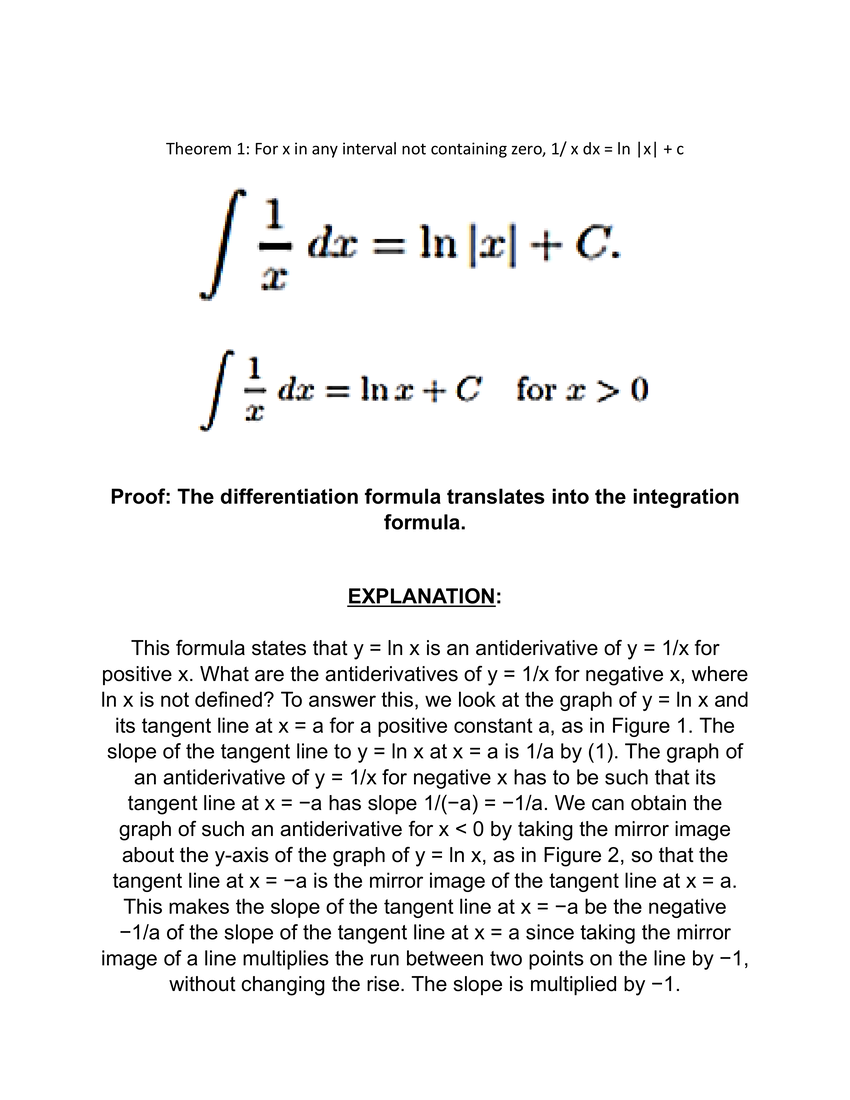 Theorem 1: For x in any interval not containing zero, 1/ x dx = ln |x| + c
∫ 1/x dx = ln |x| + C.
∫ 1/x dx = ln x + C for x > 0
Proof: The differentiation formula translates into the integration
formula.
EXPLANATION:
This formula states that y = ln x is an antiderivative of y = 1/x for
positive x. What are the antiderivatives of y = 1/x for negative x, where
ln x is not defined? To answer this, we look at the graph of y = ln x and
its tangent line at x = a for a positive constant a, as in Figure 1. The
slope of the tangent line to y = ln x at x = a is 1/a by (1). The graph of
an antiderivative of y = 1/x for negative x has to be such that its
tangent line at x = −a has slope 1/(−a) = −1/a. We can obtain the
graph of such an antiderivative for x < 0 by taking the mirror image
about the y-axis of the graph of y = ln x, as in Figure 2, so that the
tangent line at x = −a is the mirror image of the tangent line at x = a.
This makes the slope of the tangent line at x = −a be the negative
−1/a of the slope of the tangent line at x = a since taking the mirror
image of a line multiplies the run between two points on the line by −1,
without changing the rise. The slope is multiplied by −1.